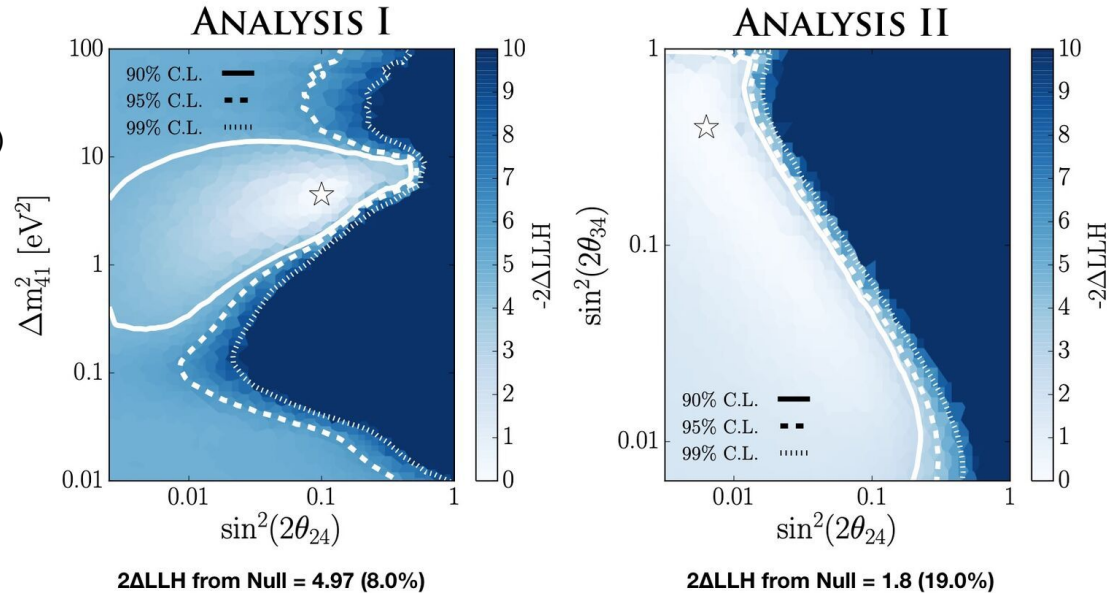 ANALYSIS I
100
10
1
0.1
0.01
Δm²₄₁ [eV²]
90% C.L.
95% C.L.
99% C.L.
0.01
0.1
1
sin²(2θ₂₄)
10
9
8
7
6
5
4
3
2
1
0
-2ΔLLH
2ΔLLH from Null = 4.97 (8.0%)
ANALYSIS II
1
0.1
0.01
sin²(2θ₃₄)
90% C.L.
95% C.L.
99% C.L.
0.01
0.1
1
sin²(2θ₂₄)
10
9
8
7
6
5
4
3
2
1
0
-2ΔLLH
2ΔLLH from Null = 1.8 (19.0%)
)